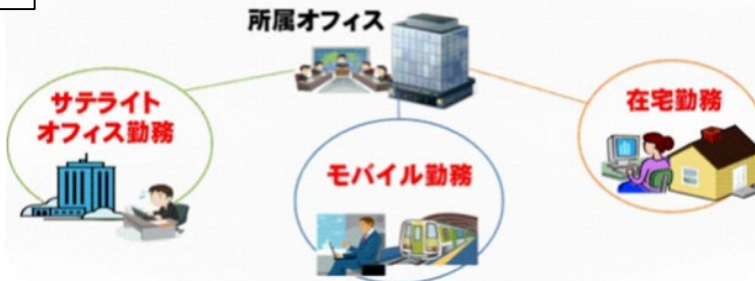 所属オフィス
サテライト
オフィス勤務
モバイル勤務
在宅勤務